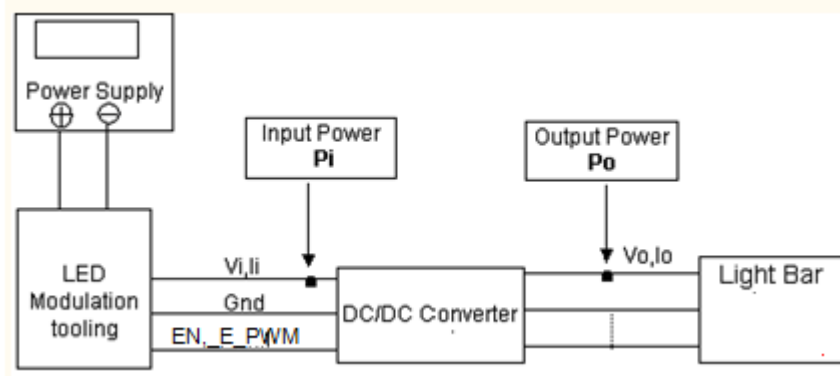 Power Supply
Input Power
Pi
Output Power
Po
LED
Modulation
tooling
Vi,Ii
Gnd
EN,_E_PWM
DC/DC Converter
Vo,Io
Light Bar